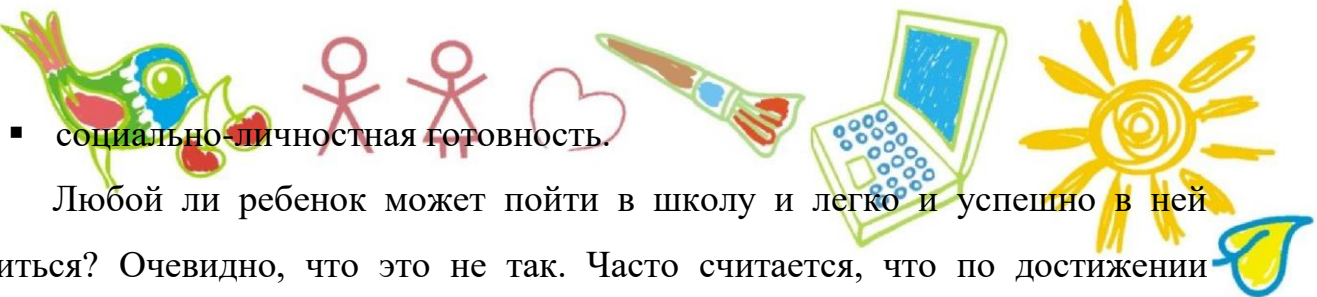 ▪ социально-личностная готовность.
Любой ли ребенок может пойти в школу и легко и успешно в ней
иться? Очевидно, что это не так. Часто считается, что по достижении